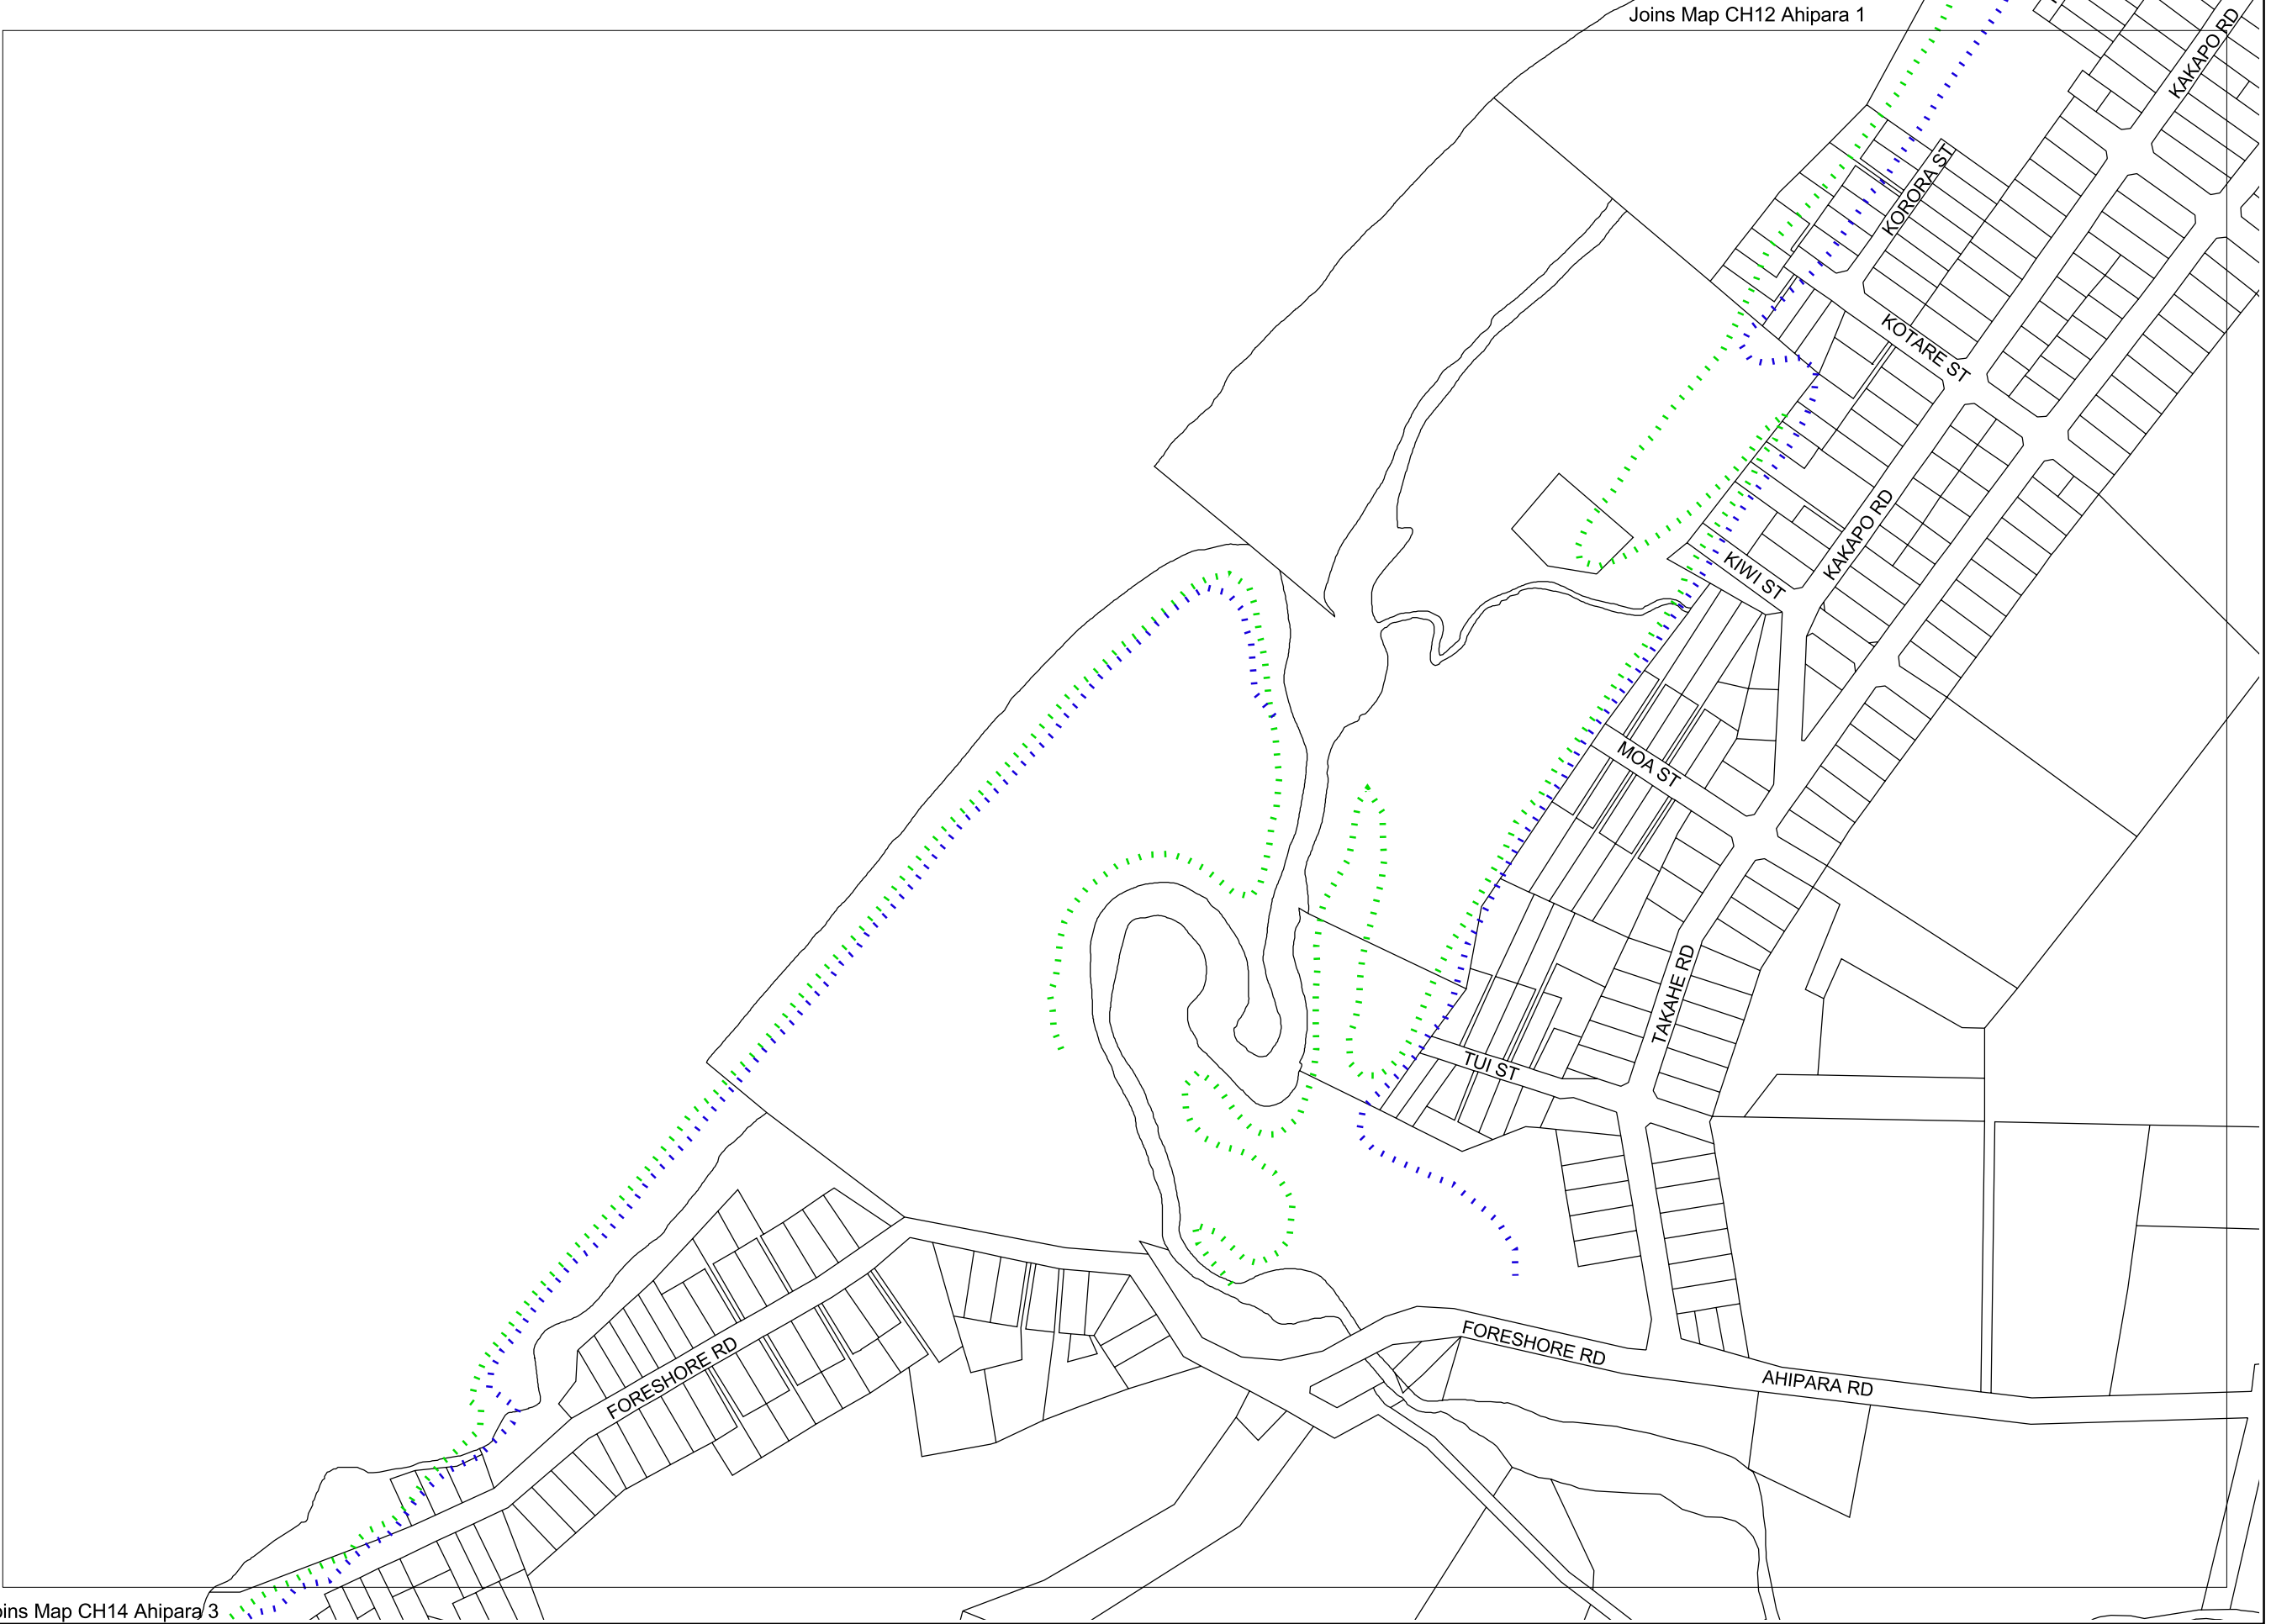 Joins Map CH12 Ahipara 1
KAKAPO RD
KORORA ST
KOTARE ST
KAKAPO RD
KIWI ST
MOA ST
TAKAHE RD
TUI ST
FORESHORE RD
FORESHORE RD
AHIPARA RD
ins Map CH14 Ahipara 3